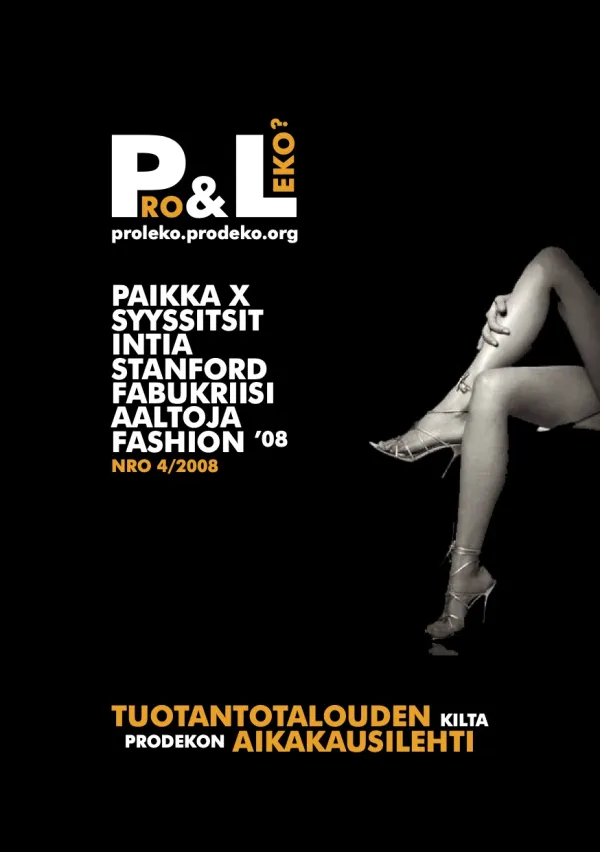 PRO & LEKO?
proleko.prodeko.org
PAIKKA X
SYYSSITSIT
INTIA
STANFORD
FABUKRIISI
AALTOJA
FASHION ’08
NRO 4/2008
TUOTANTOTALOUDEN KILTA
PRODEKON AIKAKAUSILEHTI